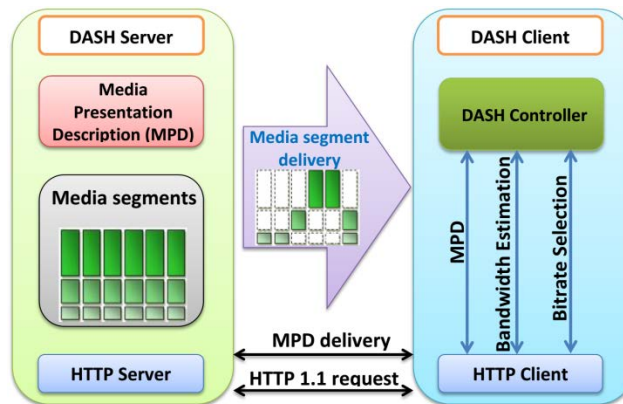 DASH Server
Media
Presentation
Description (MPD)
Media segments
HTTP Server
Media segment
delivery
MPD delivery
HTTP 1.1 request
DASH Client
DASH Controller
MPD
Bandwidth Estimation
Bitrate Selection
HTTP Client